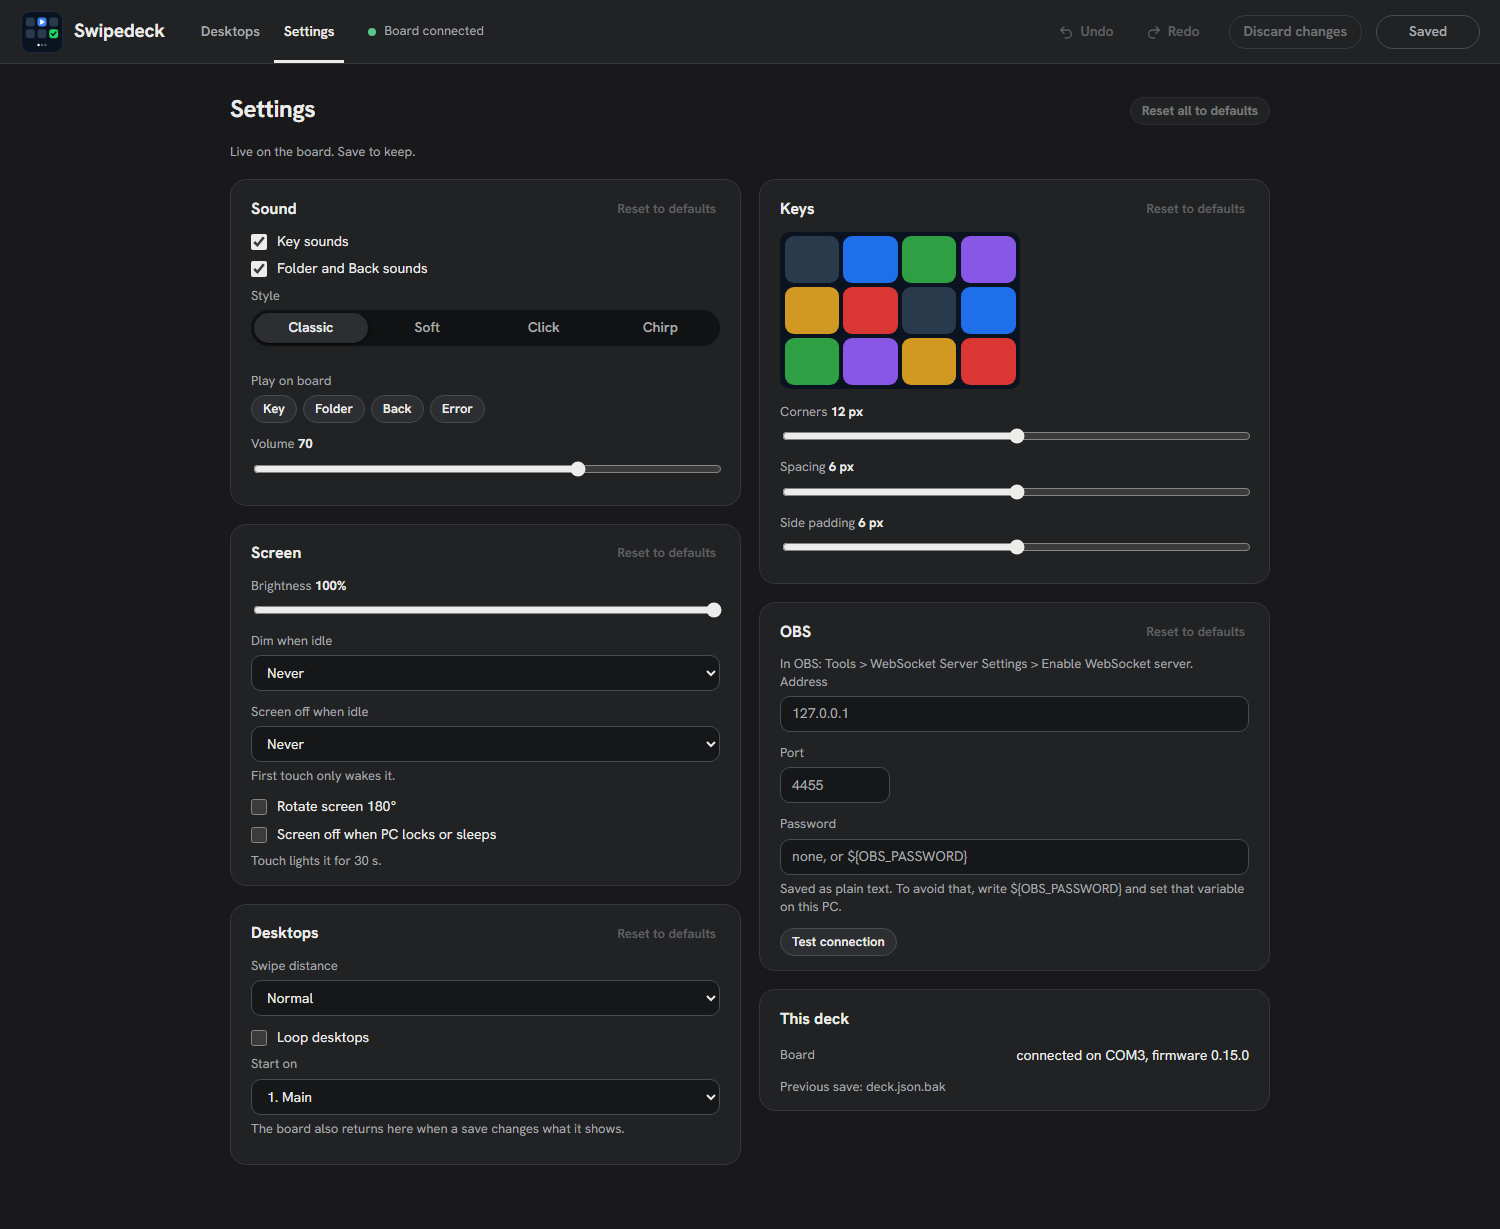 Swipedeck
Desktops
Settings
Board connected
Undo
Redo
Discard changes
Saved
Settings
Reset all to defaults
Live on the board. Save to keep.
Sound
Reset to defaults
Key sounds
Folder and Back sounds
Style
Classic
Soft
Click
Chirp
Play on board
Key
Folder
Back
Error
Volume 70
Screen
Reset to defaults
Brightness 100%
Dim when idle
Never
Screen off when idle
Never
First touch only wakes it.
Rotate screen 180°
Screen off when PC locks or sleeps
Touch lights it for 30 s.
Desktops
Reset to defaults
Swipe distance
Normal
Loop desktops
Start on
1. Main
The board also returns here when a save changes what it shows.
Keys
Reset to defaults
Corners 12 px
Spacing 6 px
Side padding 6 px
OBS
Reset to defaults
In OBS: Tools > WebSocket Server Settings > Enable WebSocket server.
Address
127.0.0.1
Port
4455
Password
none, or ${OBS_PASSWORD}
Saved as plain text. To avoid that, write ${OBS_PASSWORD} and set that variable
on this PC.
Test connection
This deck
Board
connected on COM3, firmware 0.15.0
Previous save: deck.json.bak